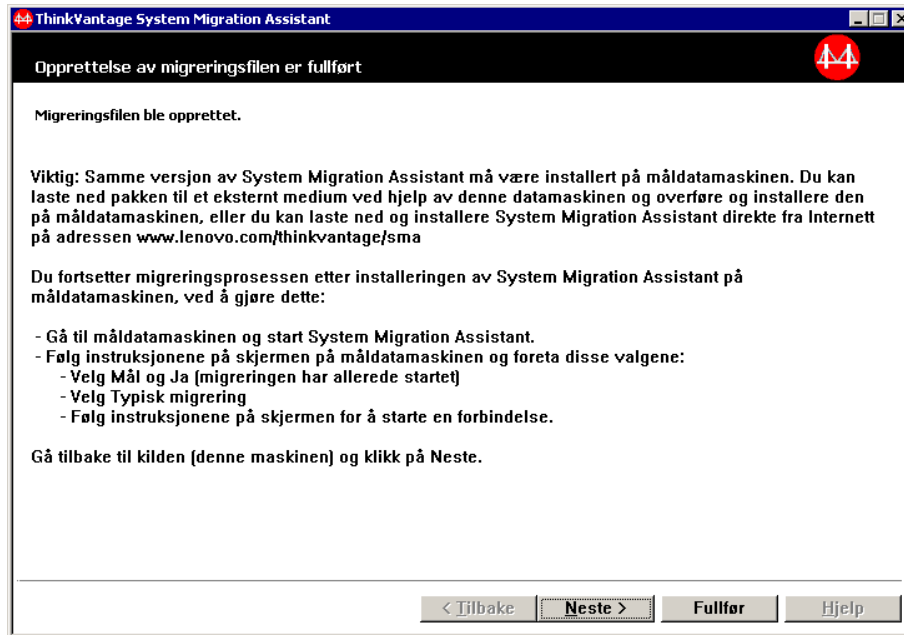 ThinkVantage System Migration Assistant
Opprettelse av migreringsfilen er fullført
Migreringsfilen ble opprettet.
Viktig: Samme versjon av System Migration Assistant må være installert på måldatamaskinen. Du kan
laste ned pakken til et eksternt medium ved hjelp av denne datamaskinen og overføre og installere den
på måldatamaskinen, eller du kan laste ned og installere System Migration Assistant direkte fra Internett
på adressen www.lenovo.com/thinkvantage/sma
Du fortsetter migreringsprosessen etter installeringen av System Migration Assistant på
måldatamaskinen, ved å gjøre dette:
- Gå til måldatamaskinen og start System Migration Assistant.
- Følg instruksjonene på skjermen på måldatamaskinen og foreta disse valgene:
- Velg Mål og Ja (migreringen har allerede startet)
- Velg Typisk migrering
- Følg instruksjonene på skjermen for å starte en forbindelse.
Gå tilbake til kilden (denne maskinen) og klikk på Neste.
< Tilbake Neste > Fullfør Hjelp